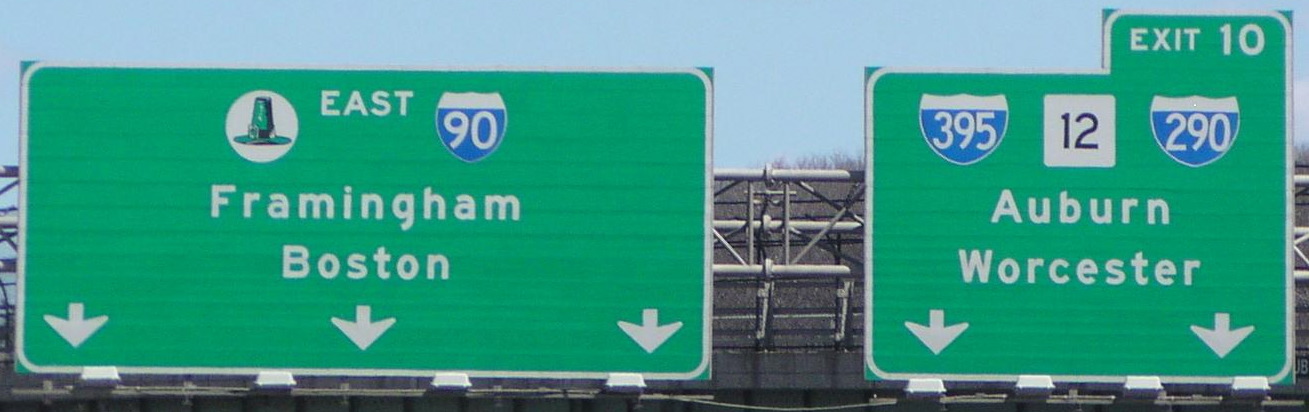 EAST 90
Framingham
Boston
EXIT 10
395 12 290
Auburn
Worcester